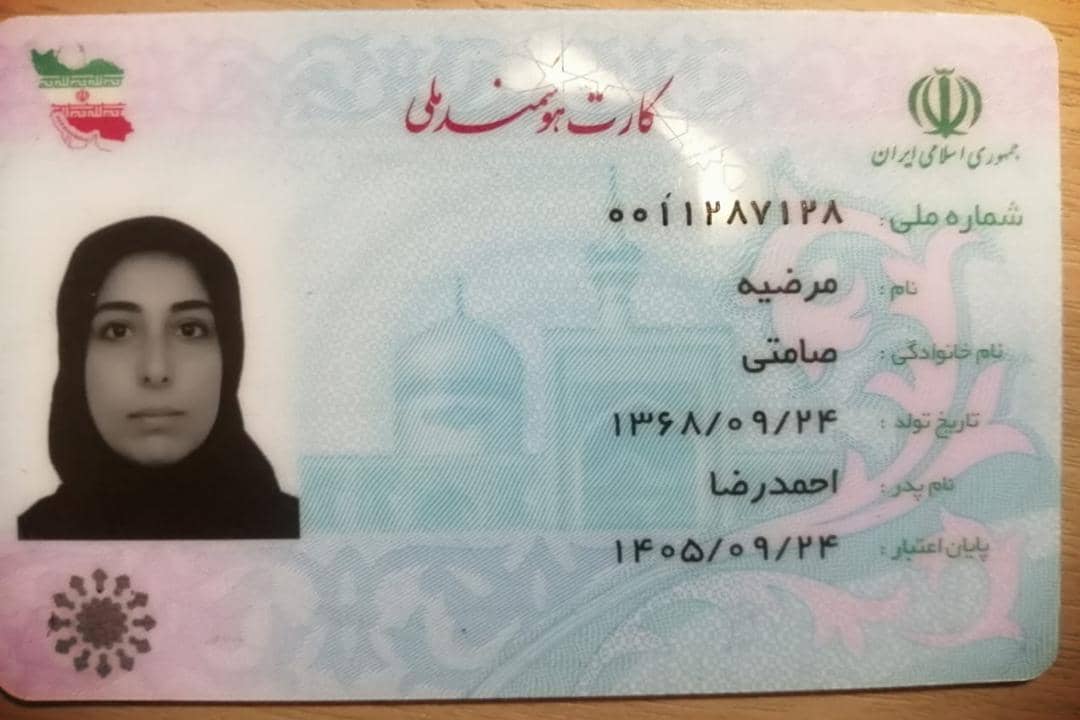 کارت هوشمند ملی
جمهوری اسلامی ایران
شماره ملی: ۰۰۱۱۲۸۷۱۲۸
نام: مرضیه
نام خانوادگی: صامتی
تاریخ تولد: ۱۳۶۸/۰۹/۲۴
نام پدر: احمدرضا
پایان اعتبار: ۱۴۰۵/۰۹/۲۴